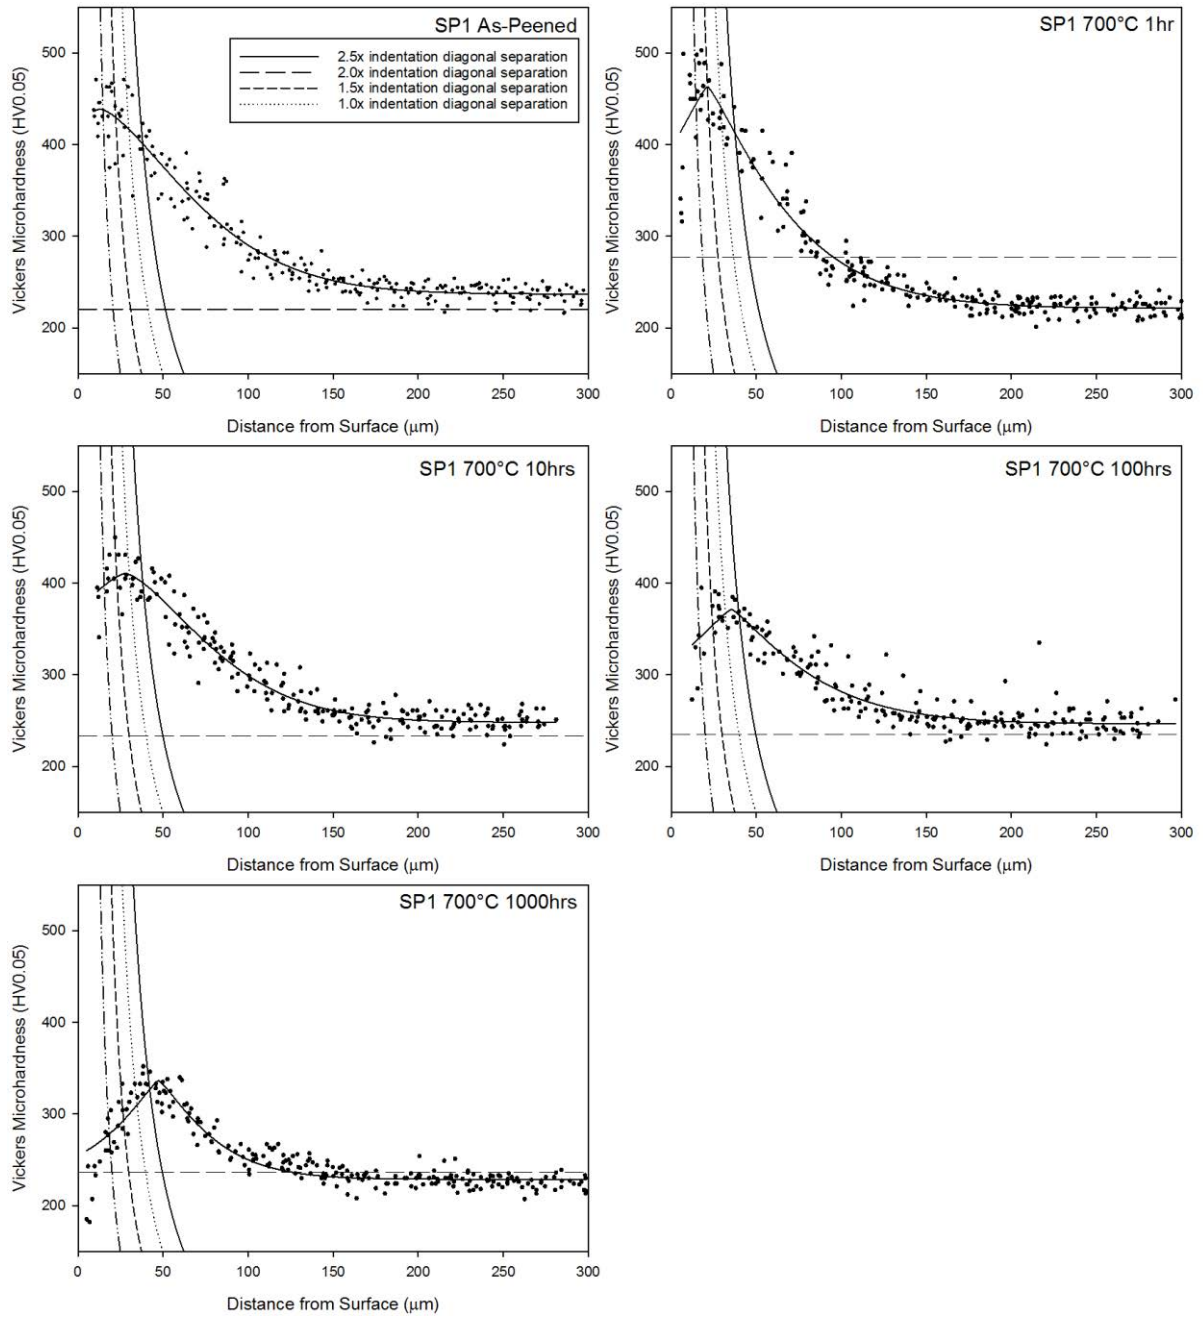 SP1 As-Peened
2.5x indentation diagonal separation
2.0x indentation diagonal separation
1.5x indentation diagonal separation
1.0x indentation diagonal separation
Vickers Microhardness (HV0.05)
500
400
300
200
0 50 100 150 200 250 300
Distance from Surface (μm)
SP1 700°C 1hr
Vickers Microhardness (HV0.05)
500
400
300
200
0 50 100 150 200 250 300
Distance from Surface (μm)
SP1 700°C 10hrs
Vickers Microhardness (HV0.05)
500
400
300
200
0 50 100 150 200 250 300
Distance from Surface (μm)
SP1 700°C 100hrs
Vickers Microhardness (HV0.05)
500
400
300
200
0 50 100 150 200 250 300
Distance from Surface (μm)
SP1 700°C 1000hrs
Vickers Microhardness (HV0.05)
500
400
300
200
0 50 100 150 200 250 300
Distance from Surface (μm)